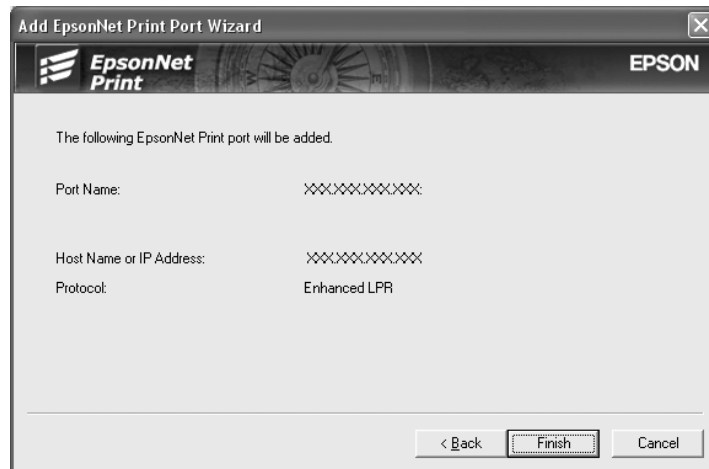 Add EpsonNet Print Port Wizard
EpsonNet
Print
EPSON
The following EpsonNet Print port will be added.
Port Name: XXX.XXX.XXX.XXX:
Host Name or IP Address: XXX.XXX.XXX.XXX
Protocol: Enhanced LPR
< Back Finish Cancel